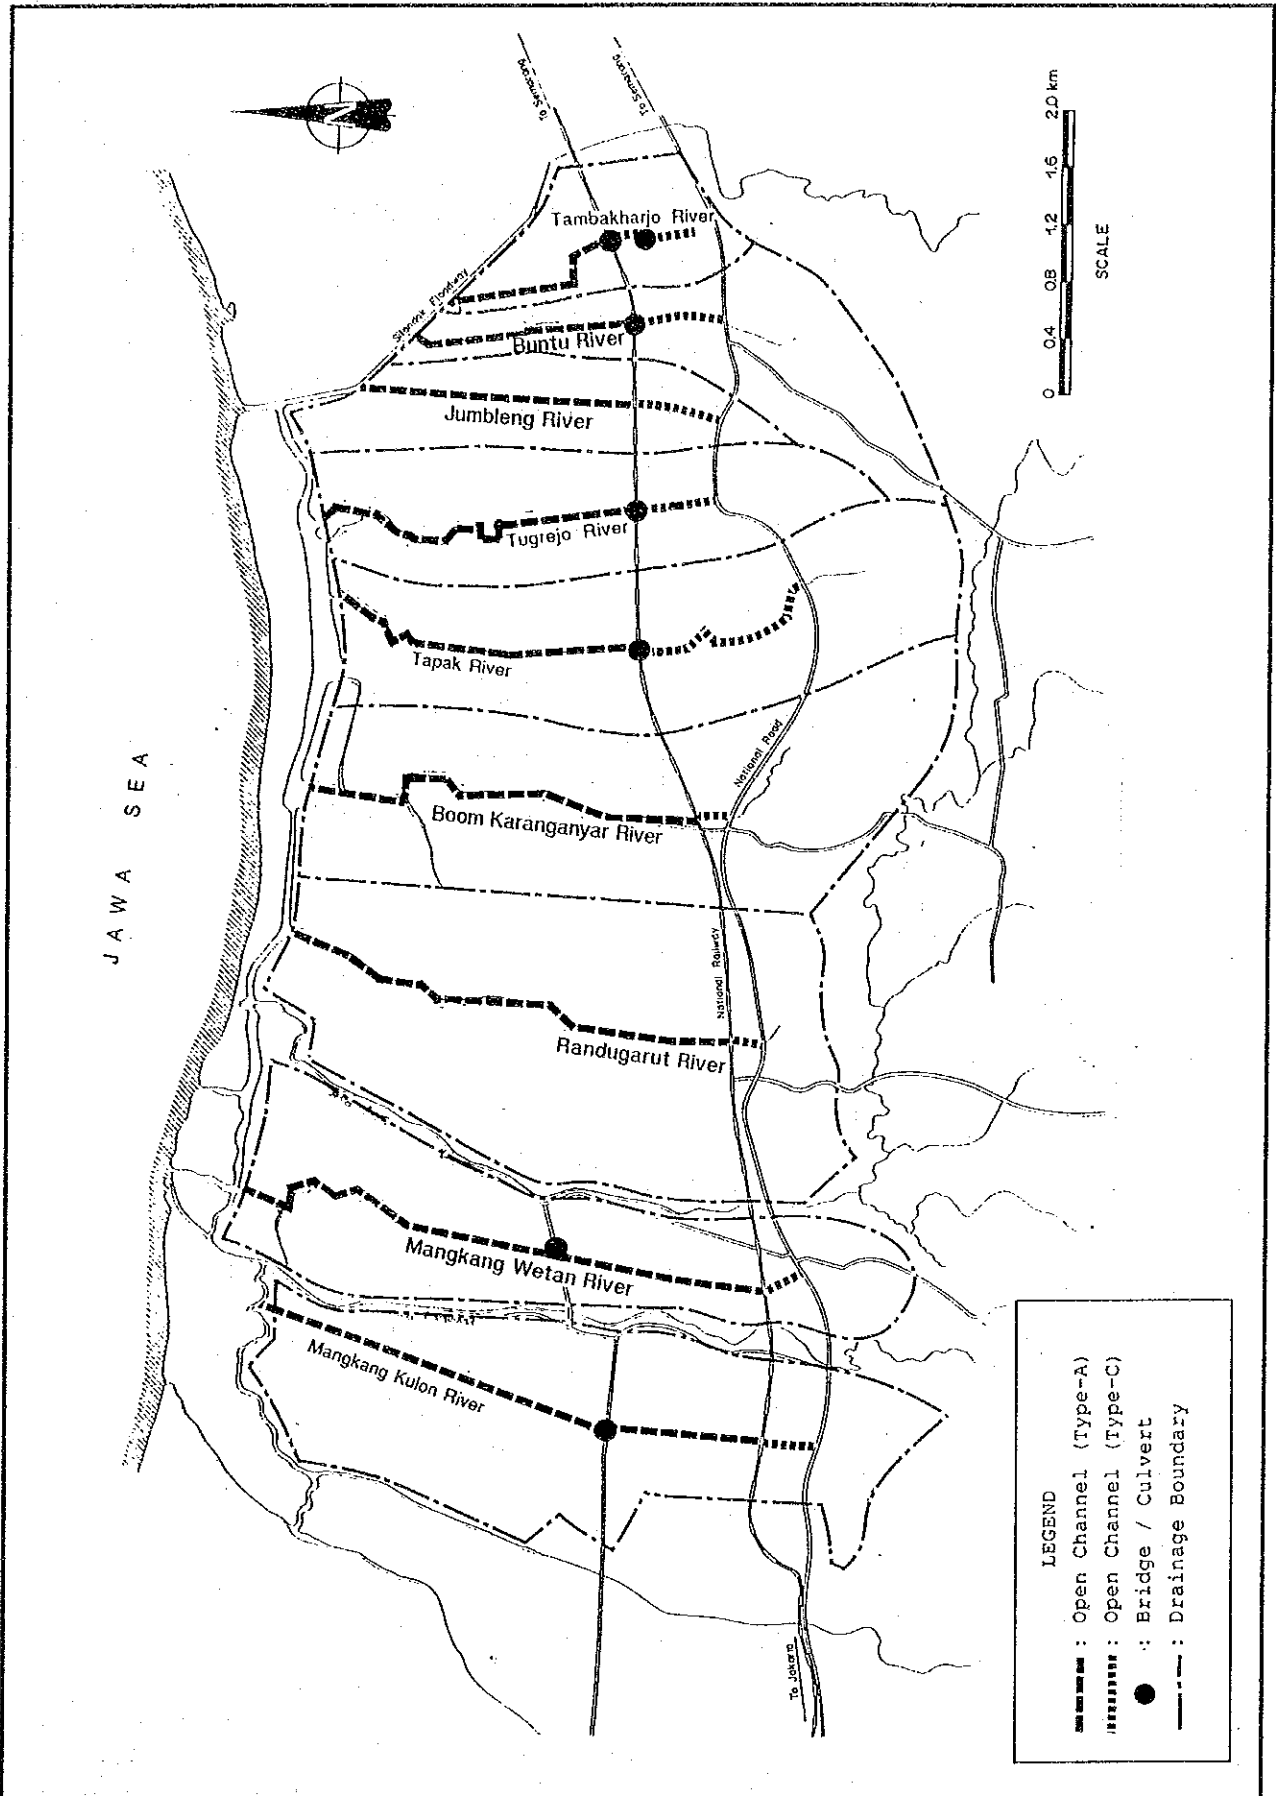 To Semarang
To Semarang
N
Tambakharjo River
Buntu River
Jumbleng River
Tugrejo River
Tapak River
Boom Karanganyar River
Randugarut River
Mangkang Wetan River
Mangkang Kulon River
JAWA SEA
National Road
National Railway
To Jakarta
0 0.4 0.8 1.2 1.6 2.0 km
SCALE
LEGEND
: Open Channel (Type-A)
: Open Channel (Type-C)
: Bridge / Culvert
: Drainage Boundary